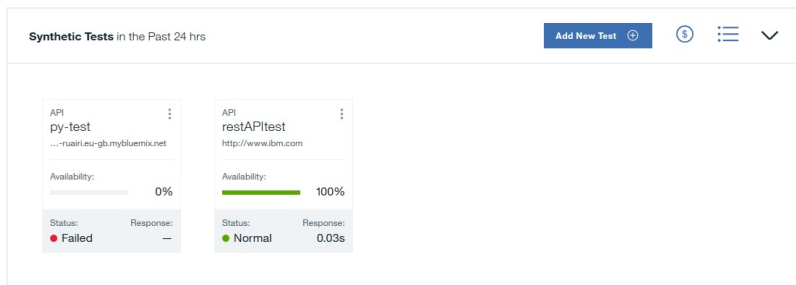 Synthetic Tests in the Past 24 hrs
Add New Test
$
API
py-test
...-ruairi.eu-gb.mybluemix.net
Availability:
0%
Status: Response:
Failed —
API
restAPItest
http://www.ibm.com
Availability:
100%
Status: Response:
Normal 0.03s